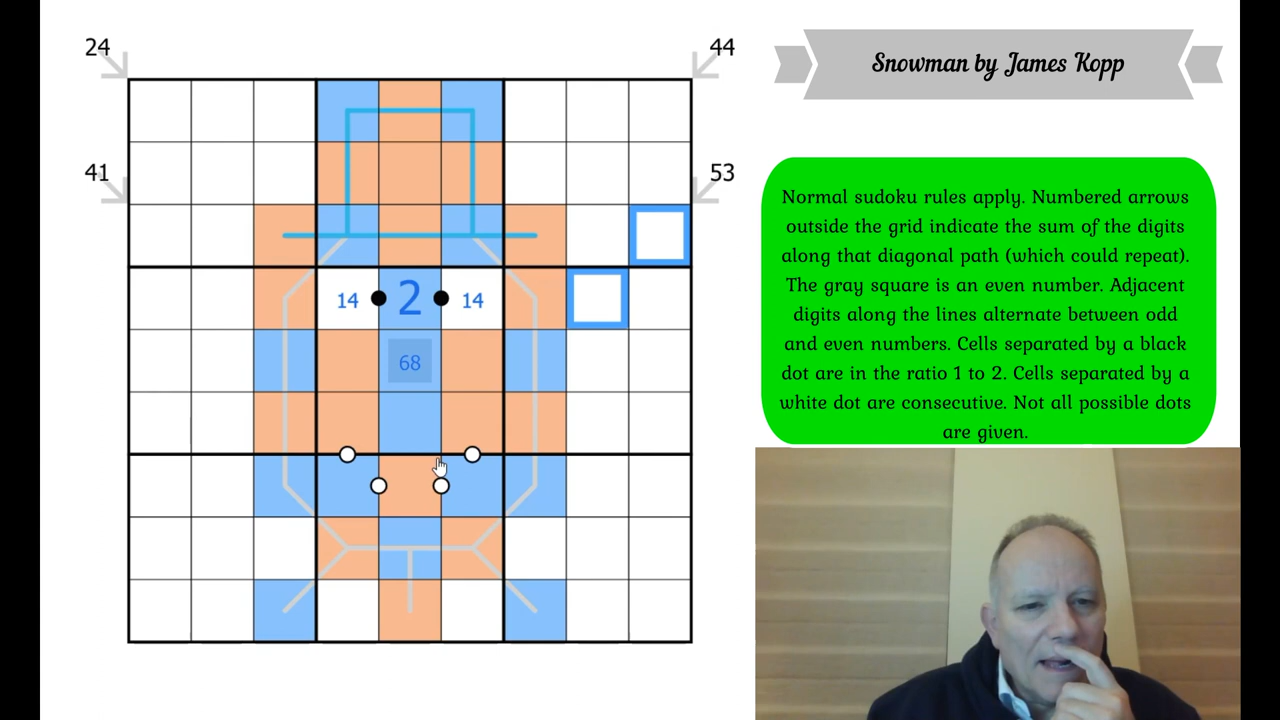 24
44
Snowman by James Kopp
41
53
Normal sudoku rules apply. Numbered arrows
outside the grid indicate the sum of the digits
along that diagonal path (which could repeat).
The gray square is an even number. Adjacent
digits along the lines alternate between odd
and even numbers. Cells separated by a black
dot are in the ratio 1 to 2. Cells separated by a
white dot are consecutive. Not all possible dots
are given.
14 2 14
68